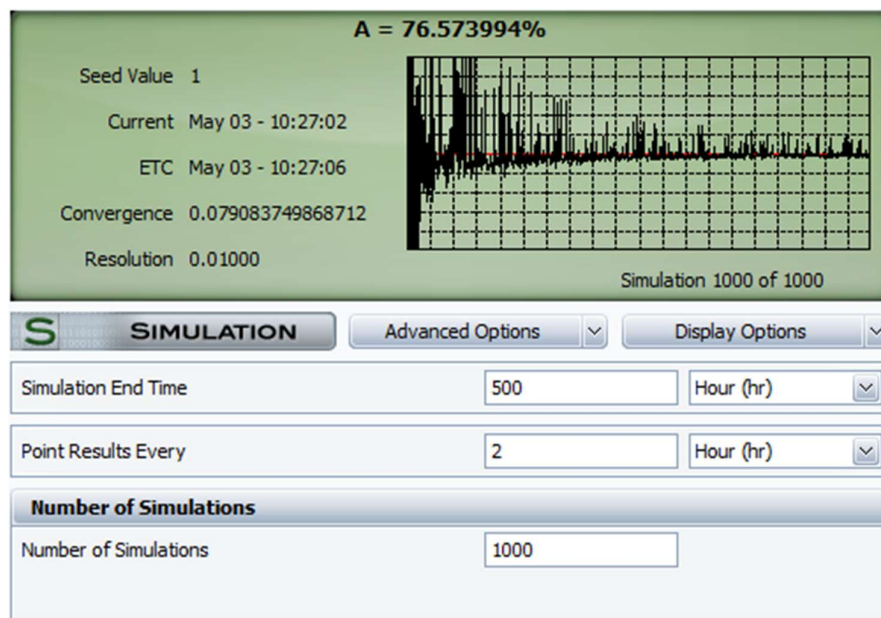 A = 76.573994%
Seed Value 1
Current May 03 - 10:27:02
ETC May 03 - 10:27:06
Convergence 0.079083749868712
Resolution 0.01000
Simulation 1000 of 1000
S SIMULATION Advanced Options Display Options
Simulation End Time 500 Hour (hr)
Point Results Every 2 Hour (hr)
Number of Simulations
Number of Simulations 1000